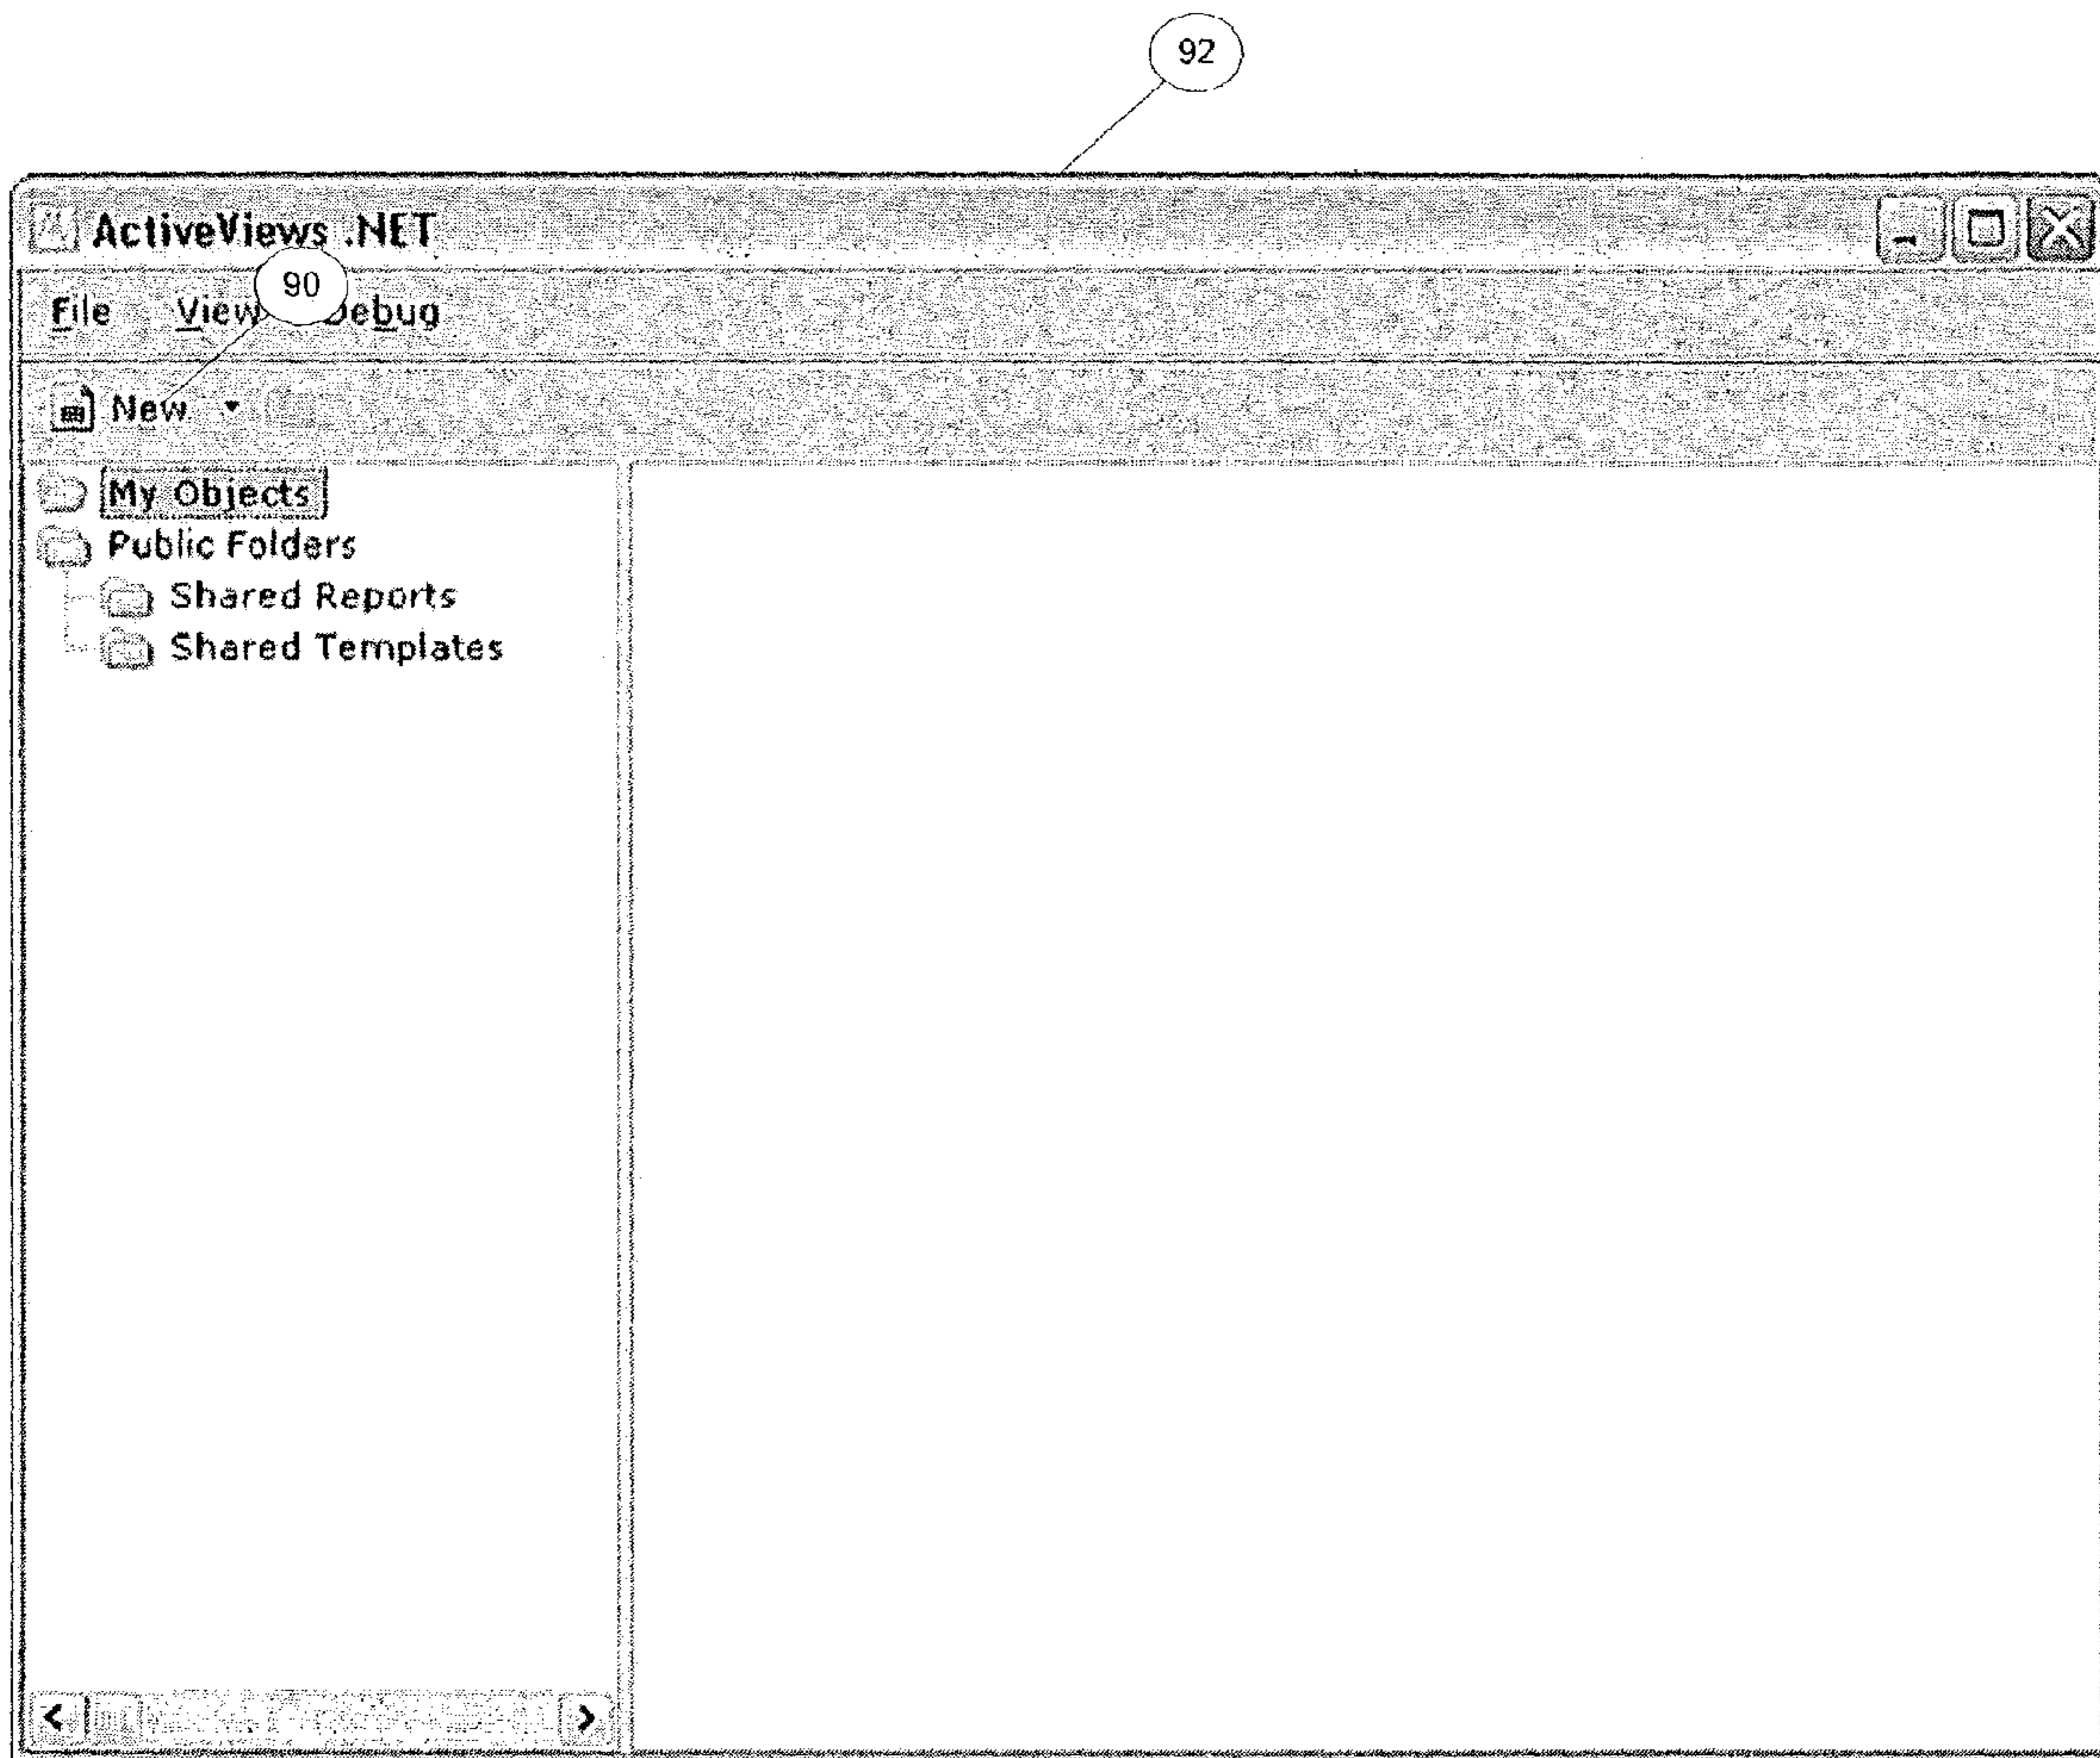 92
ActiveViews .NET
90
File View Debug
New
My Objects
Public Folders
Shared Reports
Shared Templates